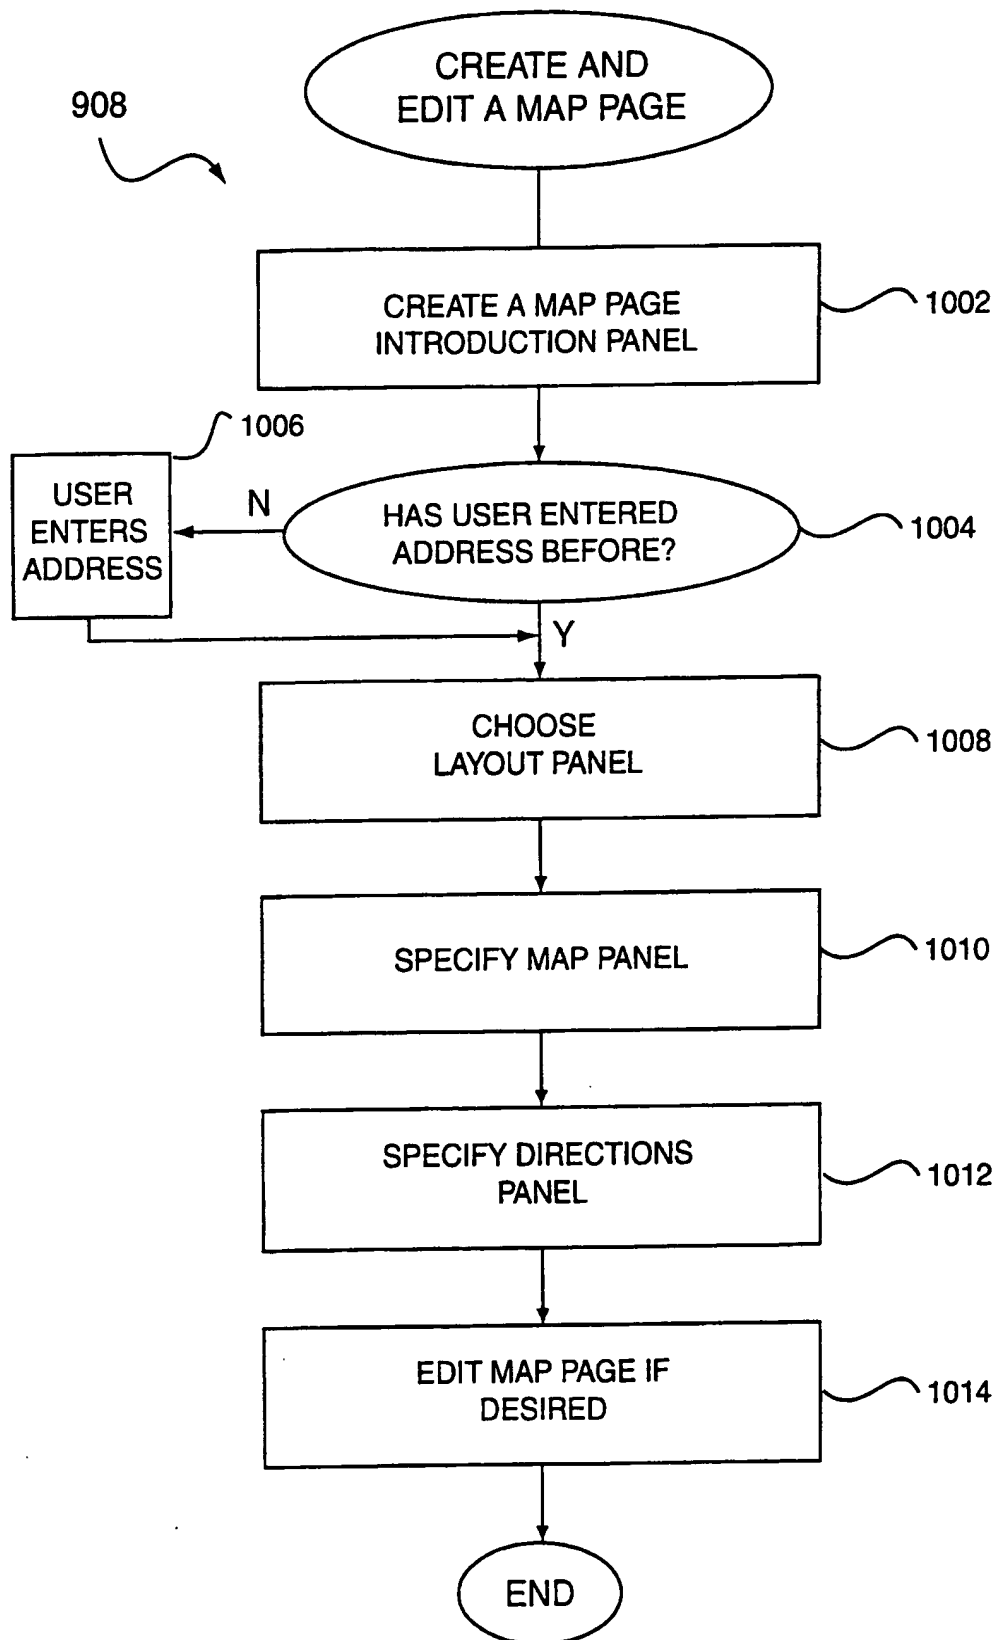 CREATE AND
EDIT A MAP PAGE
908
CREATE A MAP PAGE
INTRODUCTION PANEL
1002
1006
USER
ENTERS
ADDRESS
N
HAS USER ENTERED
ADDRESS BEFORE?
1004
Y
CHOOSE
LAYOUT PANEL
1008
SPECIFY MAP PANEL
1010
SPECIFY DIRECTIONS
PANEL
1012
EDIT MAP PAGE IF
DESIRED
1014
END